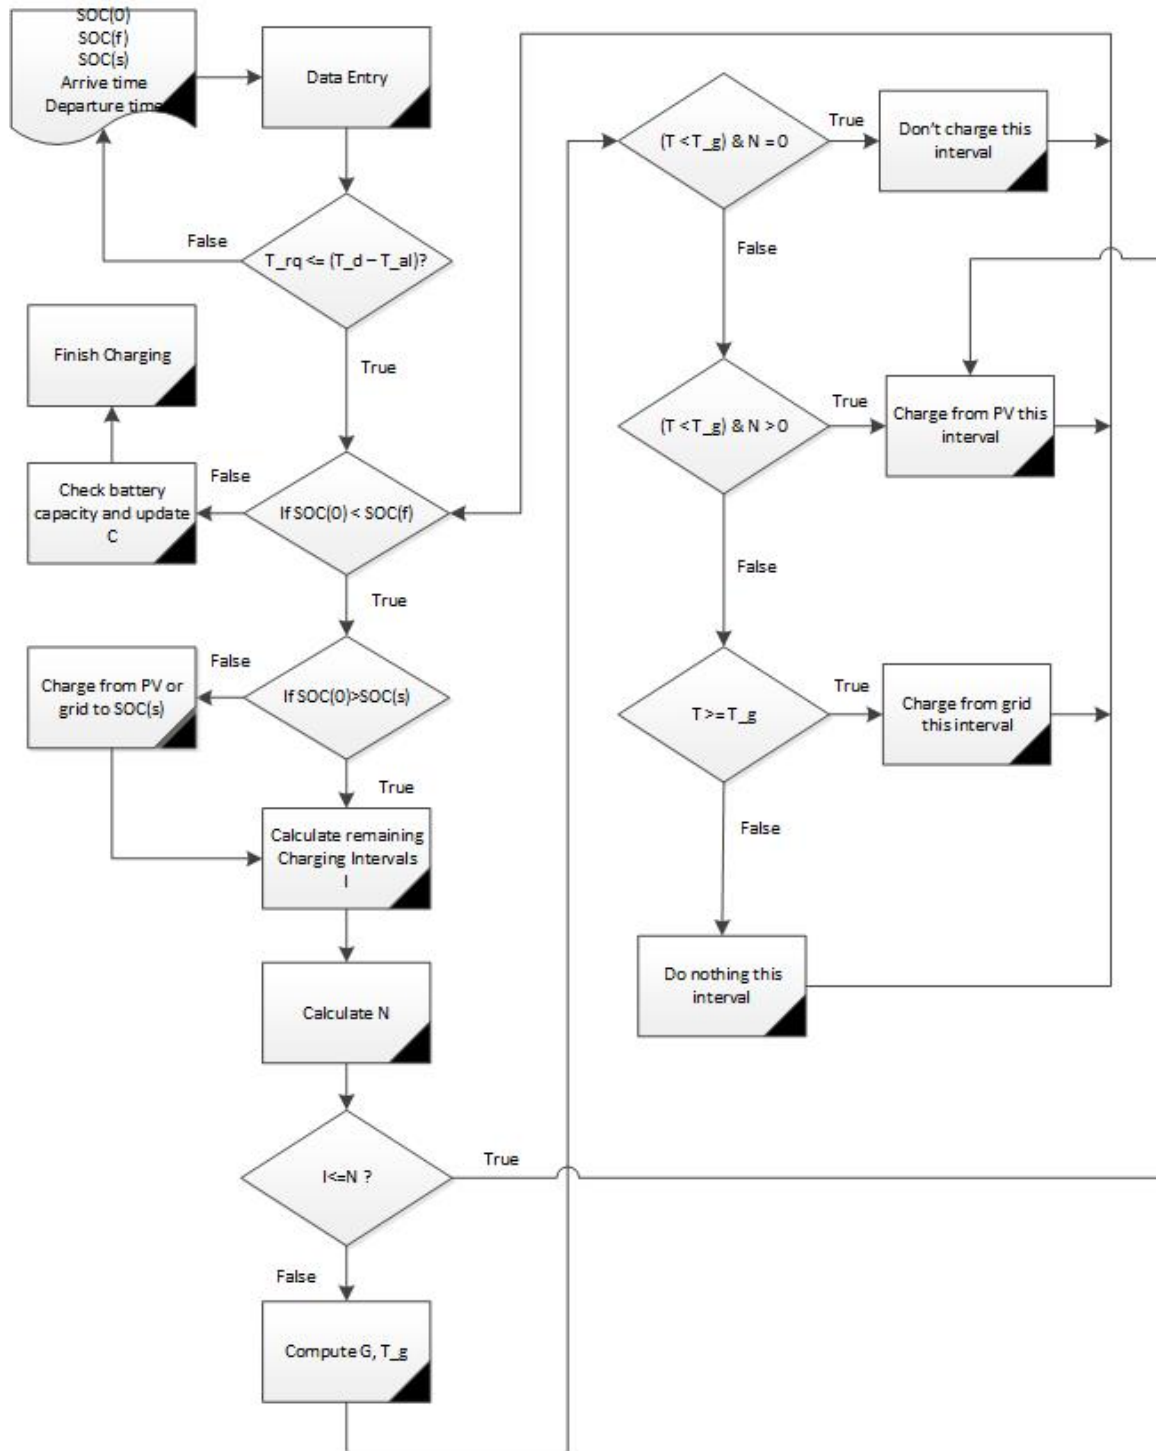 SOC(0)
SOC(f)
SOC(s)
Arrive time
Departure time
Data Entry
False
T_rq <= (T_d – T_al)?
True
Finish Charging
Check battery
capacity and update
C
False
If SOC(0) < SOC(f)
True
Charge from PV or
grid to SOC(s)
False
If SOC(0)>SOC(s)
True
Calculate remaining
Charging Intervals
I
Calculate N
I<=N ?
True
False
Compute G, T_g
(T < T_g) & N = 0
True
Don't charge this
interval
False
(T < T_g) & N > 0
True
Charge from PV this
interval
False
T >= T_g
True
Charge from grid
this interval
False
Do nothing this
interval